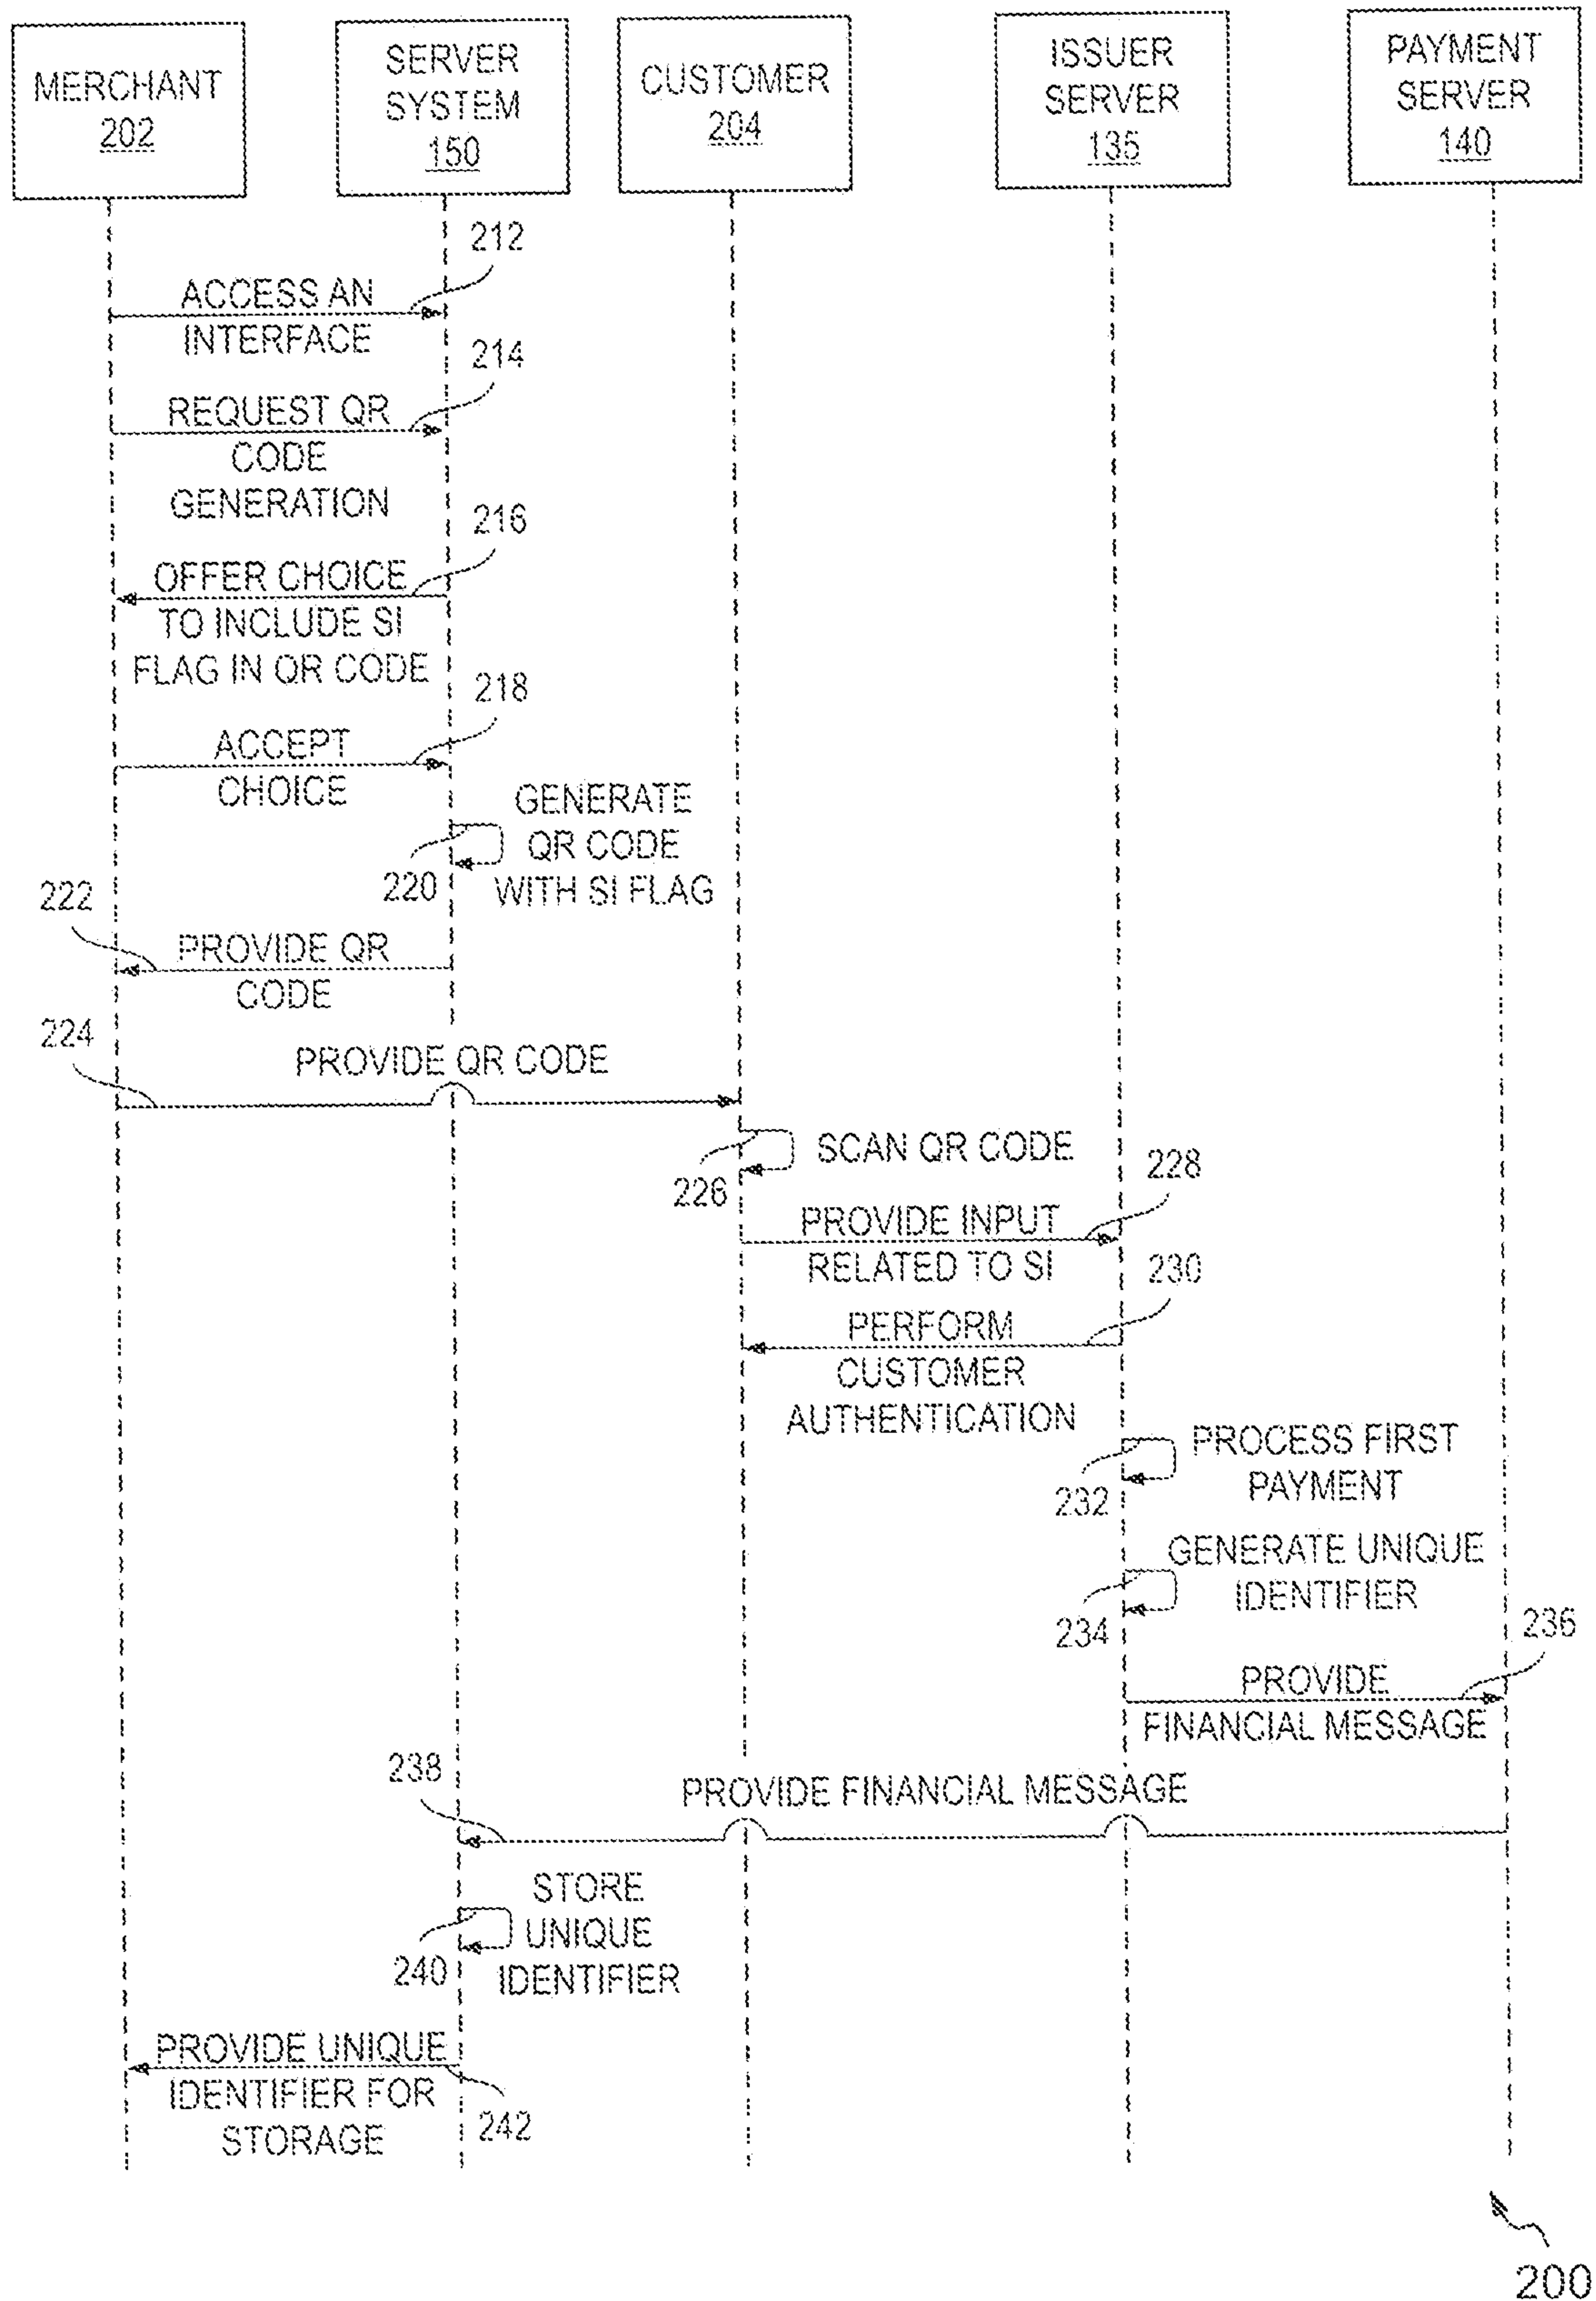 MERCHANT
202
SERVER
SYSTEM
150
CUSTOMER
204
ISSUER
SERVER
135
PAYMENT
SERVER
140
212
ACCESS AN
INTERFACE
214
REQUEST QR
CODE
GENERATION
216
OFFER CHOICE
TO INCLUDE SI
FLAG IN QR CODE
218
ACCEPT
CHOICE
GENERATE
QR CODE
WITH SI FLAG
220
222
PROVIDE QR
CODE
224
PROVIDE QR CODE
SCAN QR CODE
226
228
PROVIDE INPUT
RELATED TO SI
230
PERFORM
CUSTOMER
AUTHENTICATION
PROCESS FIRST
PAYMENT
232
GENERATE UNIQUE
IDENTIFIER
234
236
PROVIDE
FINANCIAL MESSAGE
238
PROVIDE FINANCIAL MESSAGE
STORE
UNIQUE
IDENTIFIER
240
PROVIDE UNIQUE
IDENTIFIER FOR
STORAGE
242
200